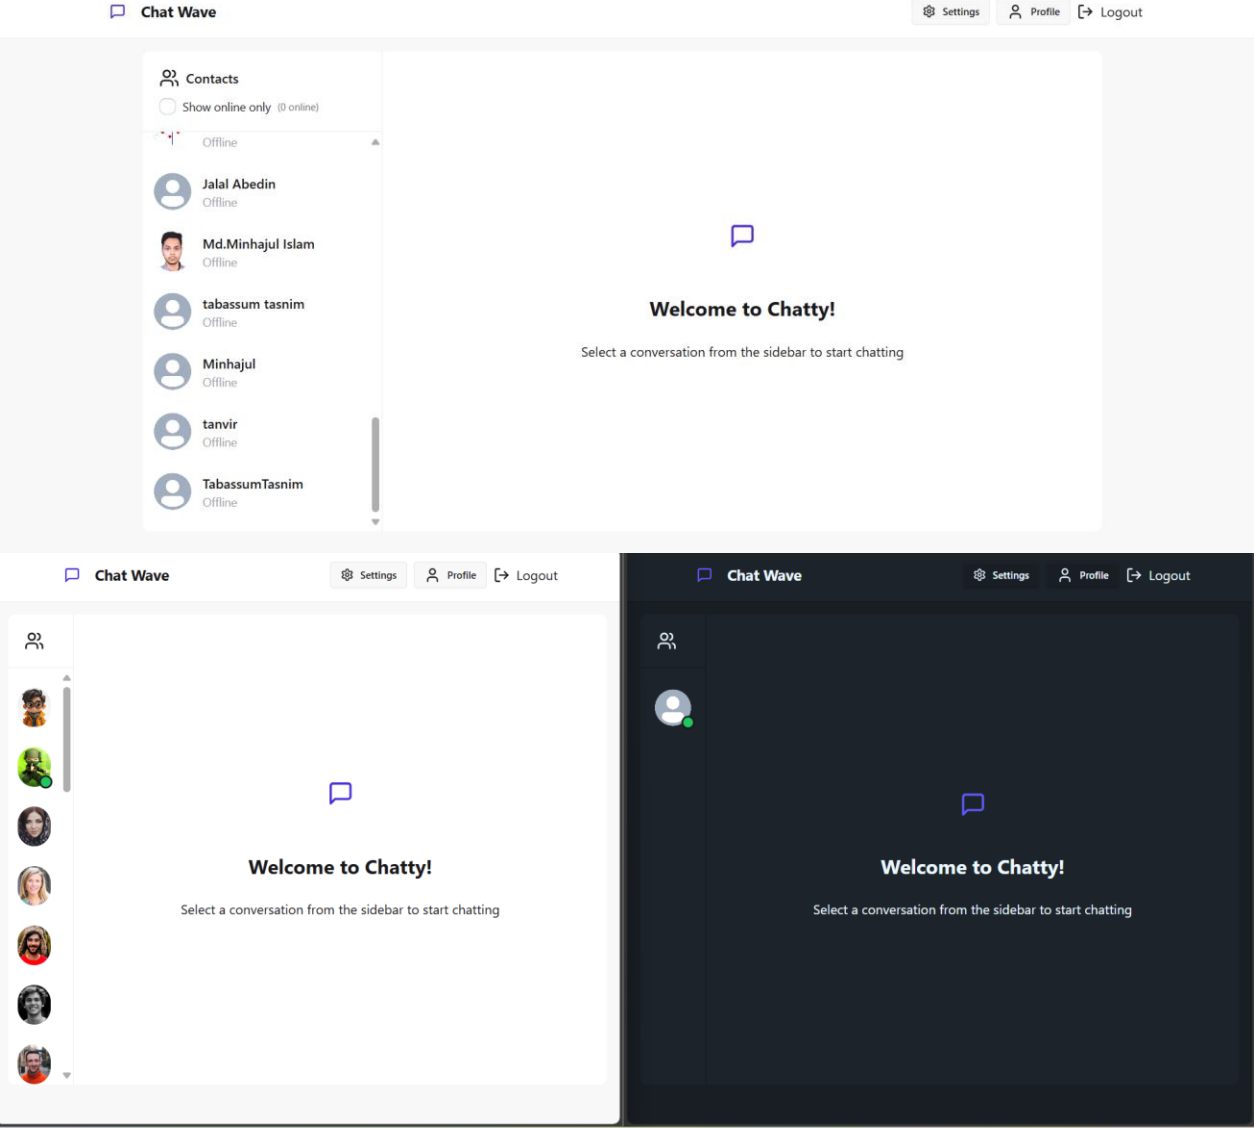 Chat Wave
Settings
Profile
Logout
Contacts
Show online only (0 online)
Offline
Jalal Abedin
Offline
Md.Minhajul Islam
Offline
tabassum tasnim
Offline
Minhajul
Offline
tanvir
Offline
TabassumTasnim
Offline
Welcome to Chatty!
Select a conversation from the sidebar to start chatting
Chat Wave
Settings
Profile
Logout
Welcome to Chatty!
Select a conversation from the sidebar to start chatting
Chat Wave
Settings
Profile
Logout
Welcome to Chatty!
Select a conversation from the sidebar to start chatting